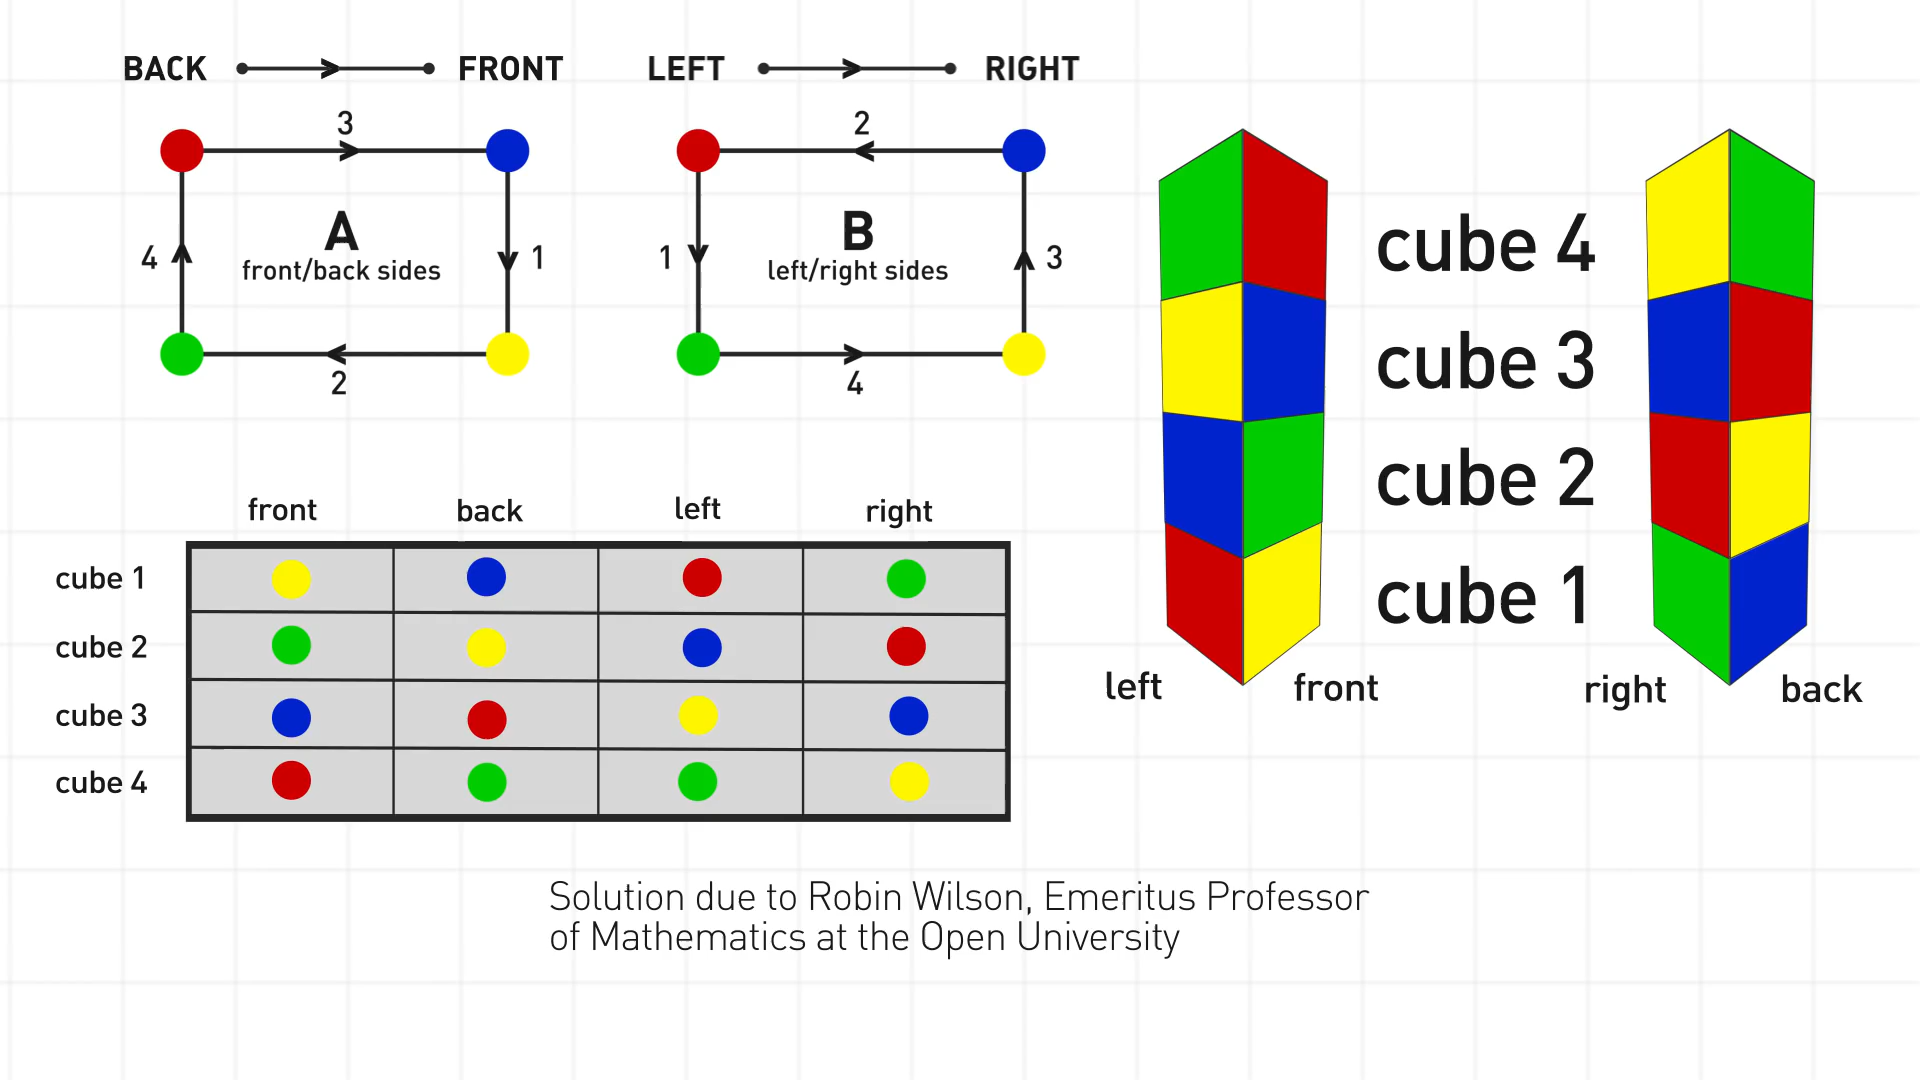 BACK FRONT LEFT RIGHT
3 2
4 A 1 1 B 3
front/back sides left/right sides
2 4
cube 4
cube 3
cube 2
cube 1
left front right back
front back left right
cube 1
cube 2
cube 3
cube 4
Solution due to Robin Wilson, Emeritus Professor
of Mathematics at the Open University